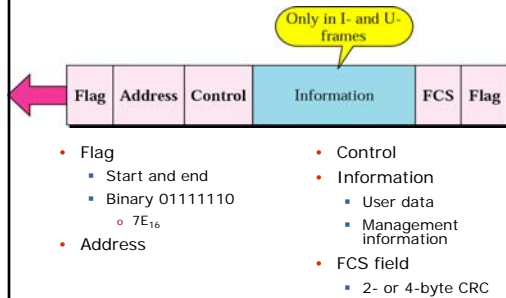 Only in I- and U-
frames
Flag Address Control Information FCS Flag
• Flag
▪ Start and end
▪ Binary 01111110
o 7E₁₆
• Address
• Control
• Information
▪ User data
▪ Management
information
• FCS field
▪ 2- or 4-byte CRC